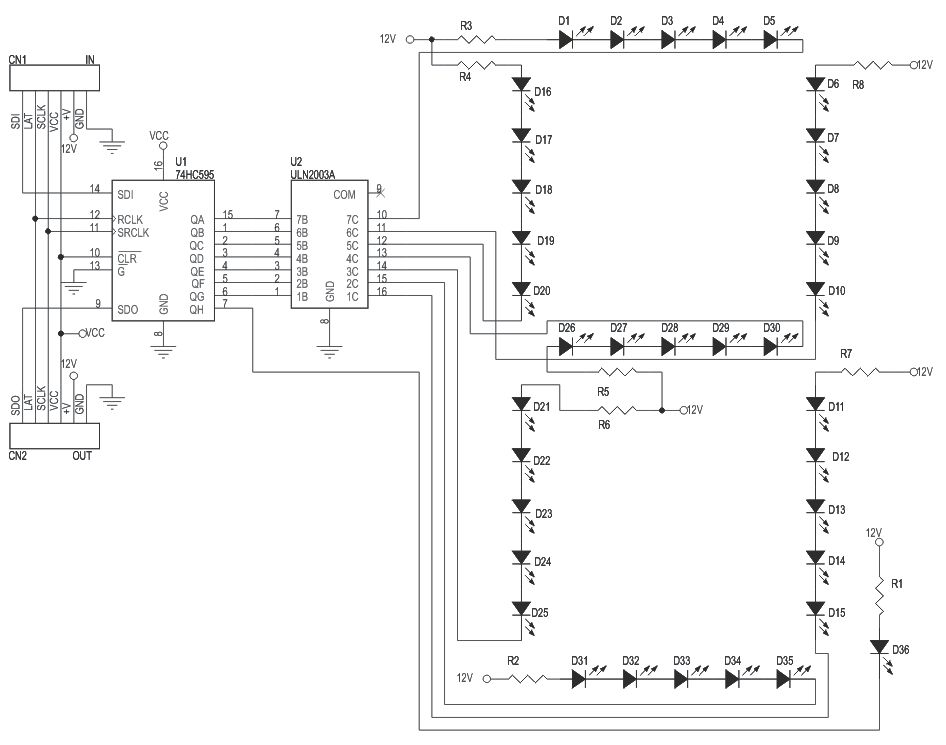 D1 D2 D3 D4 D5
R3
12V
CN1 IN
R4
R8 12V
D16 D6
SDI LAT SCLK VCC +V GND
12V
D17 D7
VCC
16
U1
74HC595
U2
ULN2003A
D18 D8
14 SDI VCC COM 9
12 RCLK QA 15 7 7B 7C 10
11 SRCLK QB 1 6 6B 6C 11
QC 2 5 5B 5C 12
10 CLR QD 3 4 4B 4C 13
13 G QE 4 3 3B 3C 14
QF 5 2 2B 2C 15
QG 6 1 1B 1C 16
9 SDO GND QH 7 GND
8 8
D19 D9
D20 D10
VCC
D26 D27 D28 D29 D30
12V
R7 12V
R5
SDO LAT SCLK VCC +V GND
D21 R6 12V D11
CN2 OUT
D22 D12
D23 D13
12V
D24 D14
R1
D25 D15
D36
R2 D31 D32 D33 D34 D35
12V